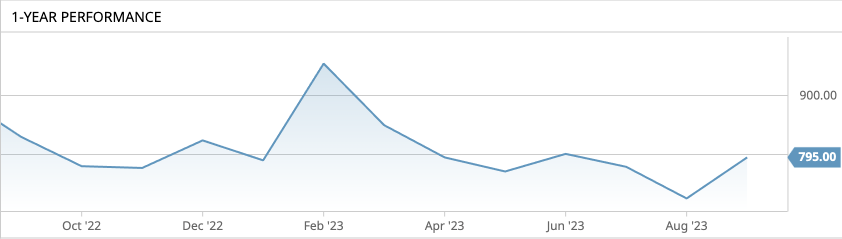 1-YEAR PERFORMANCE
900.00
795.00
Oct '22 Dec '22 Feb '23 Apr '23 Jun '23 Aug '23